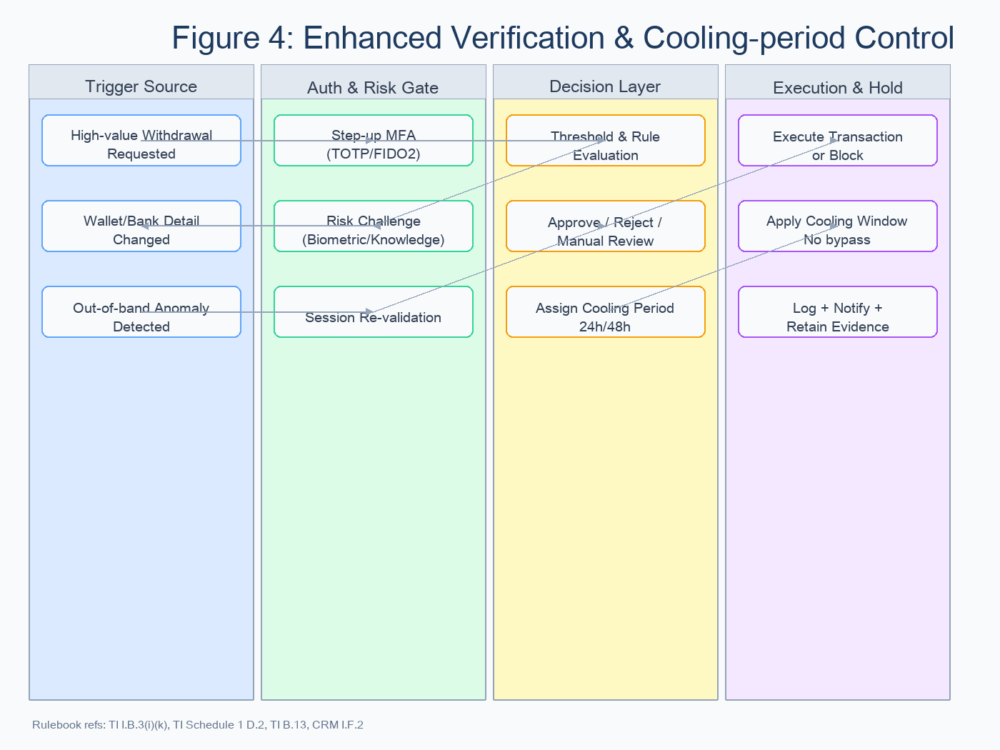 Figure 4: Enhanced Verification & Cooling-period Control
Trigger Source
High-value Withdrawal
Requested
Wallet/Bank Detail
Changed
Out-of-band Anomaly
Detected
Auth & Risk Gate
Step-up MFA
(TOTP/FIDO2)
Risk Challenge
(Biometric/Knowledge)
Session Re-validation
Decision Layer
Threshold & Rule
Evaluation
Approve / Reject /
Manual Review
Assign Cooling Period
24h/48h
Execution & Hold
Execute Transaction
or Block
Apply Cooling Window
No bypass
Log + Notify +
Retain Evidence
Rulebook refs: TI I.B.3(i)(k), TI Schedule 1 D.2, TI B.13, CRM I.F.2